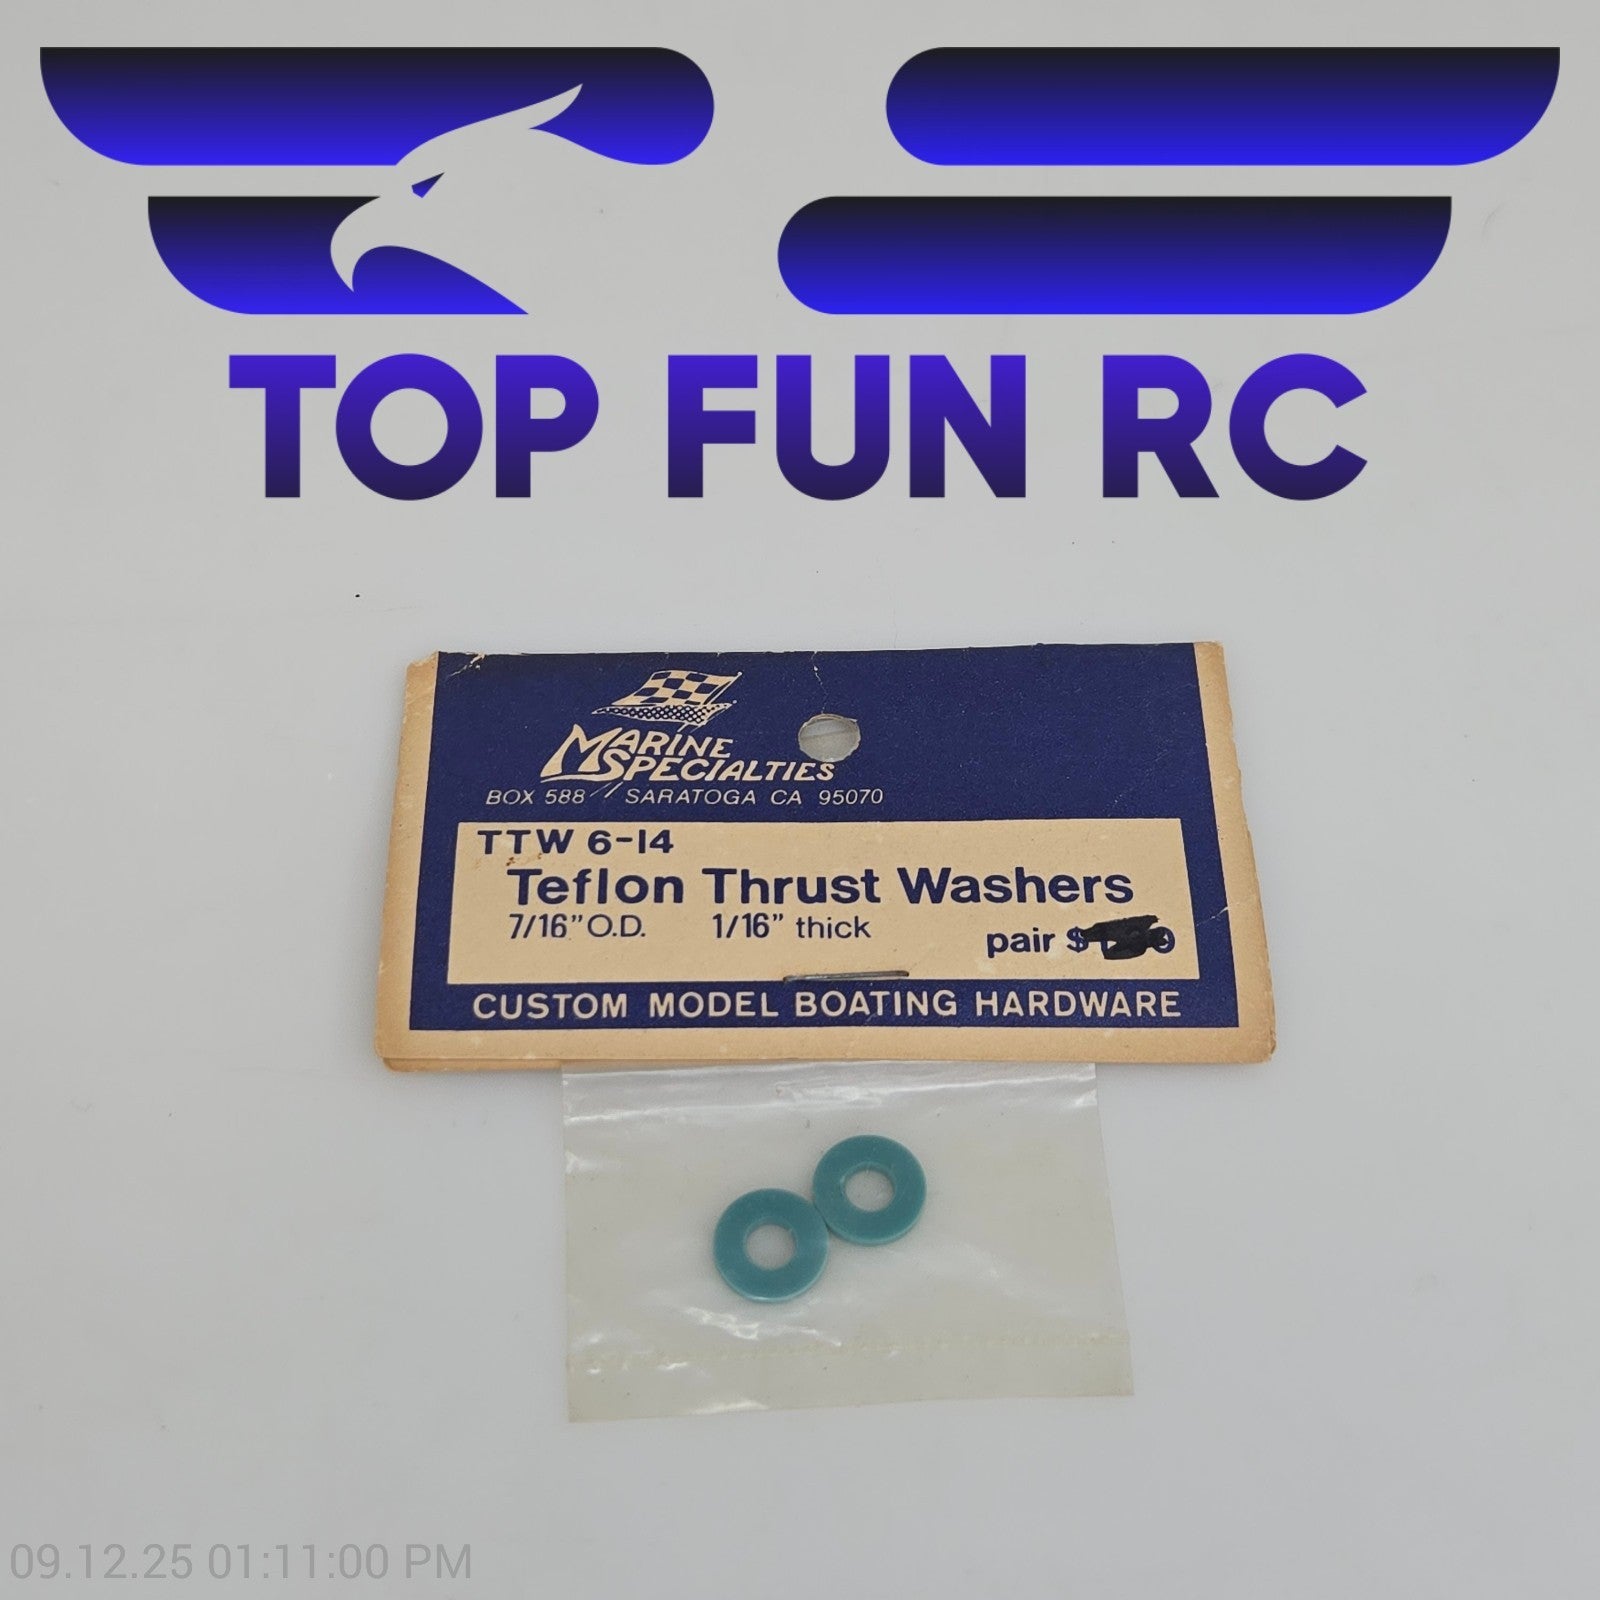 TOP FUN RC
MARINE
SPECIALTIES
BOX 588 SARATOGA CA 95070
TTW 6-14
Teflon Thrust Washers
7/16" O.D. 1/16" thick
pair $
CUSTOM MODEL BOATING HARDWARE
09.12.25 01:11:00 PM